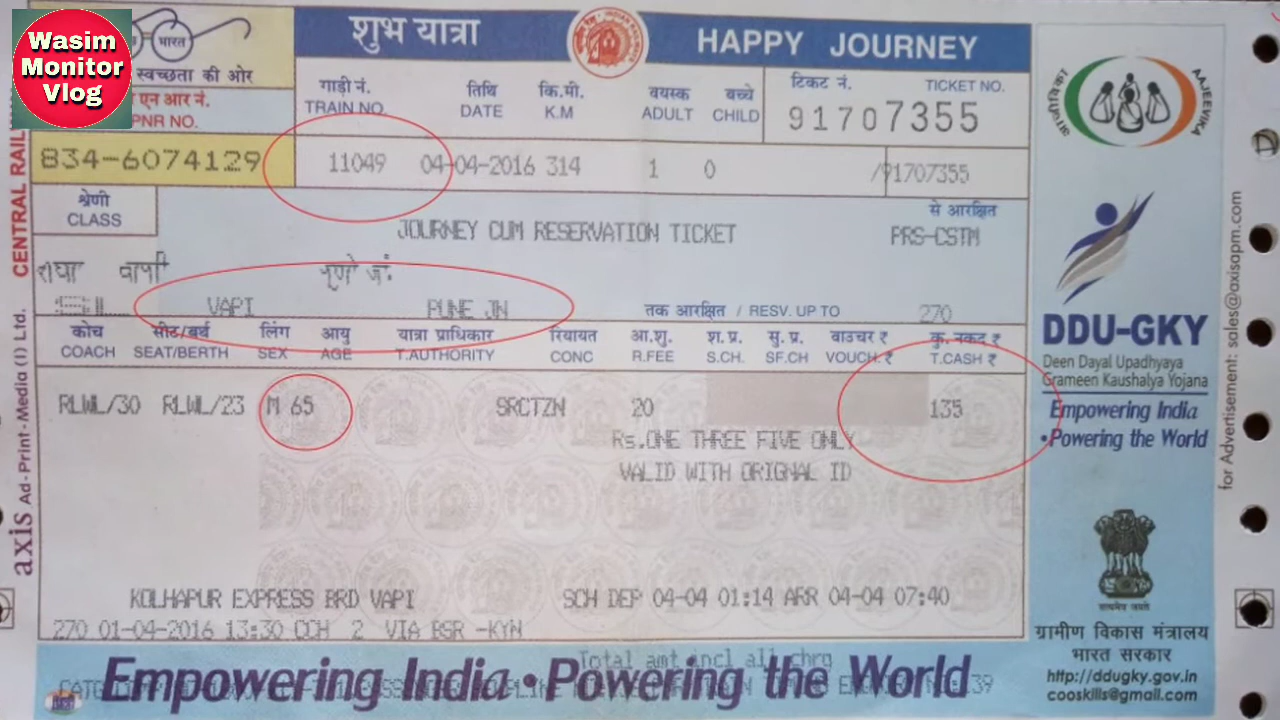 Wasim
Monitor
Vlog
भारत
स्वच्छता की ओर
एन आर नं.
PNR NO.
834-6074129
शुभ यात्रा
HAPPY JOURNEY
गाड़ी नं. तिथि कि.मी. वयस्क बच्चे टिकट नं. TICKET NO.
TRAIN NO. DATE K.M ADULT CHILD 91707355
11049 04-04-2016 314 1 0 /91707355
श्रेणी
CLASS
से आरक्षित
JOURNEY CUM RESERVATION TICKET PRS-CSTM
वापी पुणे जं.
VAPI PUNE JN तक आरक्षित / RESV. UP TO 270
कोच सीट/बर्थ लिंग आयु यात्रा प्राधिकार रियायत आ.शु. श.प्र. सु.प्र. वाउचर ₹ कु. नकद ₹
COACH SEAT/BERTH SEX AGE T.AUTHORITY CONC R.FEE S.CH. SF.CH VOUCH.₹ T.CASH ₹
RLWL/30 RLWL/23 M 65 SRCTZN 20 135
Rs.ONE THREE FIVE ONLY
VALID WITH ORIGNAL ID
KOLHAPUR EXPRESS BRD VAPI SCH DEP 04-04 01:14 ARR 04-04 07:40
270 01-04-2016 13:30 CCH 2 VIA BSR -KYN
Total amt incl all chrg
Empowering India • Powering the World
आजीविका
AAJEEVIKA
DDU-GKY
Deen Dayal Upadhyaya
Grameen Kaushalya Yojana
Empowering India
•Powering the World
सत्यमेव जयते
ग्रामीण विकास मंत्रालय
भारत सरकार
http://ddugky.gov.in
cooskills@gmail.com
for Advertisement: sales@axisapm.com
axis Ad-Print-Media (I) Ltd. CENTRAL RAIL